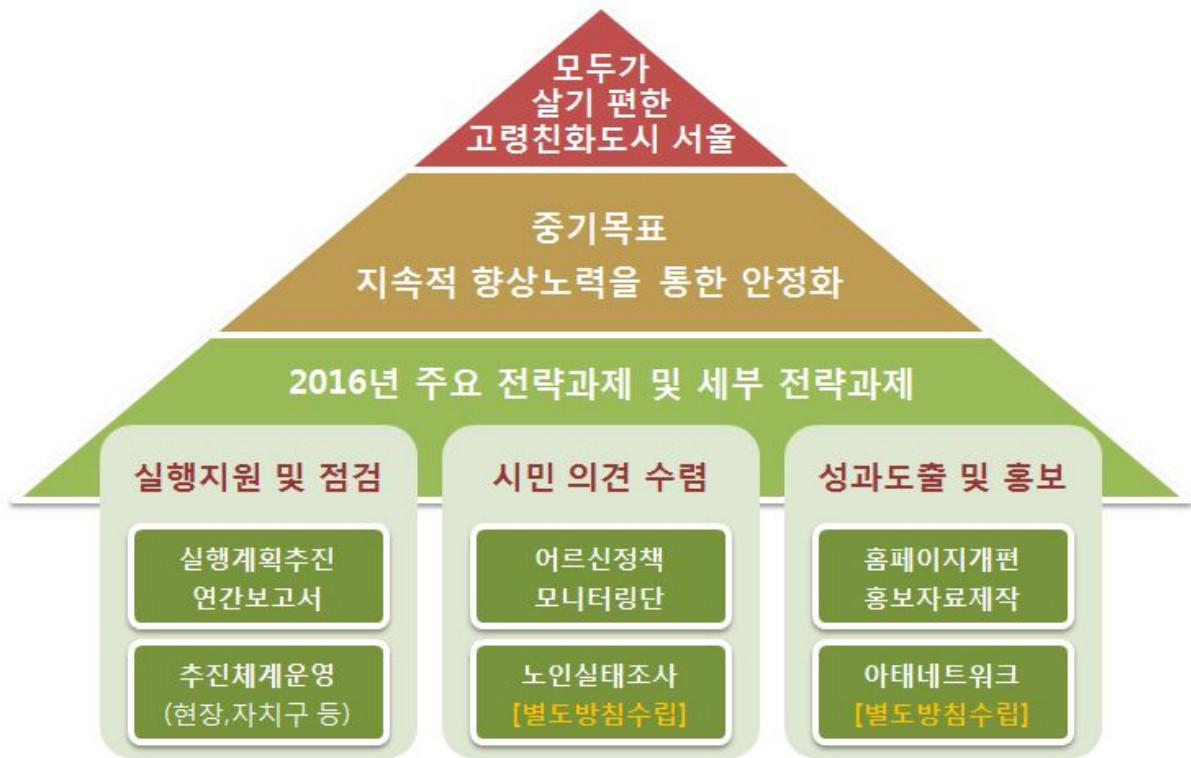 모두가
살기 편한
고령친화도시 서울
중기목표
지속적 향상노력을 통한 안정화
2016년 주요 전략과제 및 세부 전략과제
실행지원 및 점검
실행계획추진
연간보고서
추진체계운영
(현장,자치구 등)
시민 의견 수렴
어르신정책
모니터링단
노인실태조사
[별도방침수립]
성과도출 및 홍보
홈페이지개편
홍보자료제작
아태네트워크
[별도방침수립]